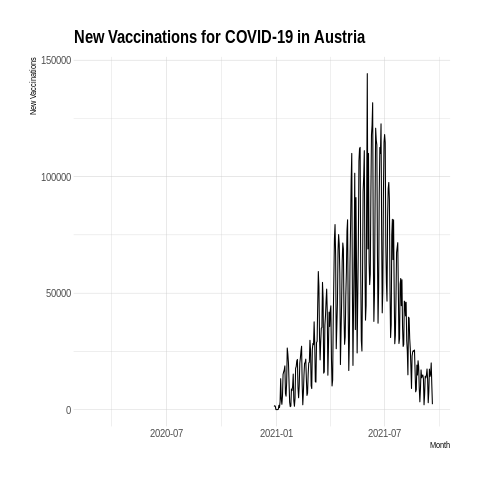 New Vaccinations for COVID-19 in Austria
New Vaccinations
150000
100000
50000
0
2020-07 2021-01 2021-07
Month